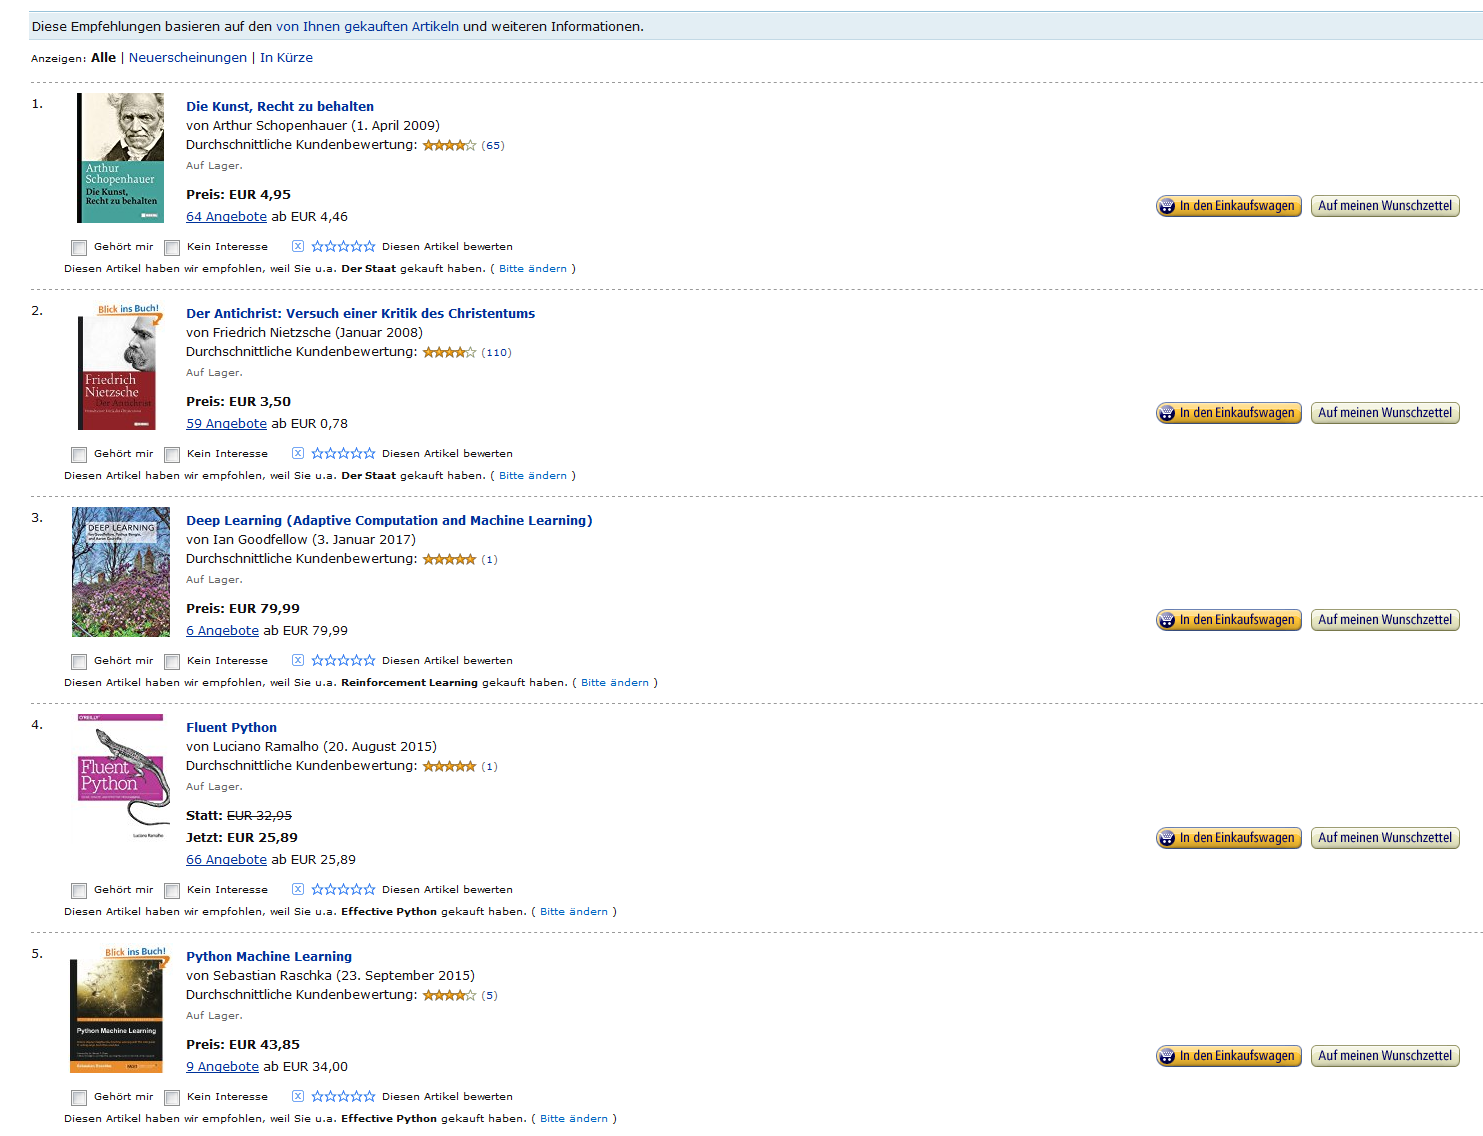 Diese Empfehlungen basieren auf den von Ihnen gekauften Artikeln und weiteren Informationen.
Anzeigen: Alle | Neuerscheinungen | In Kürze
1.
Arthur
Schopenhauer
Die Kunst,
Recht zu behalten
Die Kunst, Recht zu behalten
von Arthur Schopenhauer (1. April 2009)
Durchschnittliche Kundenbewertung: (65)
Auf Lager.
Preis: EUR 4,95
64 Angebote ab EUR 4,46
In den Einkaufswagen Auf meinen Wunschzettel
Gehört mir Kein Interesse x Diesen Artikel bewerten
Diesen Artikel haben wir empfohlen, weil Sie u.a. Der Staat gekauft haben. ( Bitte ändern )
2.
Blick ins Buch!
Friedrich
Nietzsche
Der Antichrist
Der Antichrist: Versuch einer Kritik des Christentums
von Friedrich Nietzsche (Januar 2008)
Durchschnittliche Kundenbewertung: (110)
Auf Lager.
Preis: EUR 3,50
59 Angebote ab EUR 0,78
In den Einkaufswagen Auf meinen Wunschzettel
Gehört mir Kein Interesse x Diesen Artikel bewerten
Diesen Artikel haben wir empfohlen, weil Sie u.a. Der Staat gekauft haben. ( Bitte ändern )
3.
DEEP LEARNING
Ian Goodfellow, Yoshua Bengio,
and Aaron Courville
Deep Learning (Adaptive Computation and Machine Learning)
von Ian Goodfellow (3. Januar 2017)
Durchschnittliche Kundenbewertung: (1)
Auf Lager.
Preis: EUR 79,99
6 Angebote ab EUR 79,99
In den Einkaufswagen Auf meinen Wunschzettel
Gehört mir Kein Interesse x Diesen Artikel bewerten
Diesen Artikel haben wir empfohlen, weil Sie u.a. Reinforcement Learning gekauft haben. ( Bitte ändern )
4.
O'REILLY
Fluent
Python
Luciano Ramalho
Fluent Python
von Luciano Ramalho (20. August 2015)
Durchschnittliche Kundenbewertung: (1)
Auf Lager.
Statt: EUR 32,95
Jetzt: EUR 25,89
66 Angebote ab EUR 25,89
In den Einkaufswagen Auf meinen Wunschzettel
Gehört mir Kein Interesse x Diesen Artikel bewerten
Diesen Artikel haben wir empfohlen, weil Sie u.a. Effective Python gekauft haben. ( Bitte ändern )
5.
Blick ins Buch!
Python Machine Learning
Sebastian Raschka
Python Machine Learning
von Sebastian Raschka (23. September 2015)
Durchschnittliche Kundenbewertung: (5)
Auf Lager.
Preis: EUR 43,85
9 Angebote ab EUR 34,00
In den Einkaufswagen Auf meinen Wunschzettel
Gehört mir Kein Interesse x Diesen Artikel bewerten
Diesen Artikel haben wir empfohlen, weil Sie u.a. Effective Python gekauft haben. ( Bitte ändern )